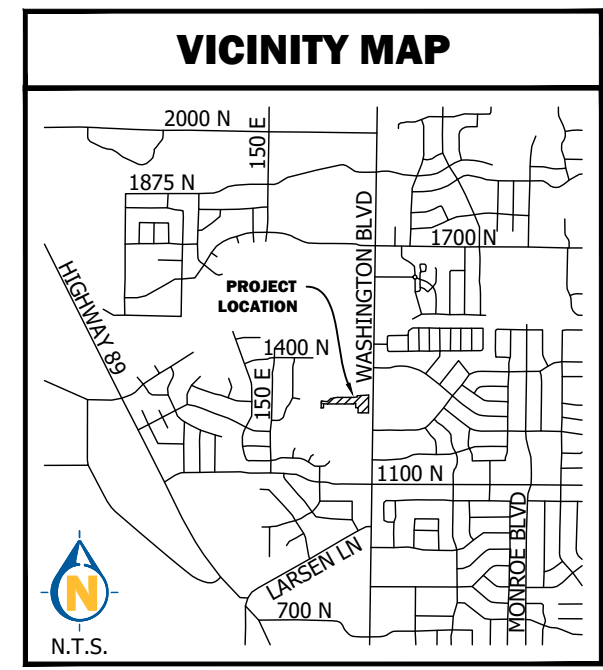 VICINITY MAP
2000 N
150 E
1875 N
WASHINGTON BLVD
1700 N
HIGHWAY 89
PROJECT
LOCATION
1400 N
150 E
1100 N
MONROE BLVD
LARSEN LN
700 N
N
N.T.S.